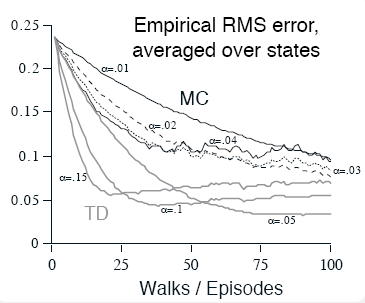 Empirical RMS error,
averaged over states
0.25
0.2
0.15
0.1
0.05
0
α=.01
MC
α=.02
α=.04
α=.03
α=.15
TD
α=.1
α=.05
0 25 50 75 100
Walks / Episodes